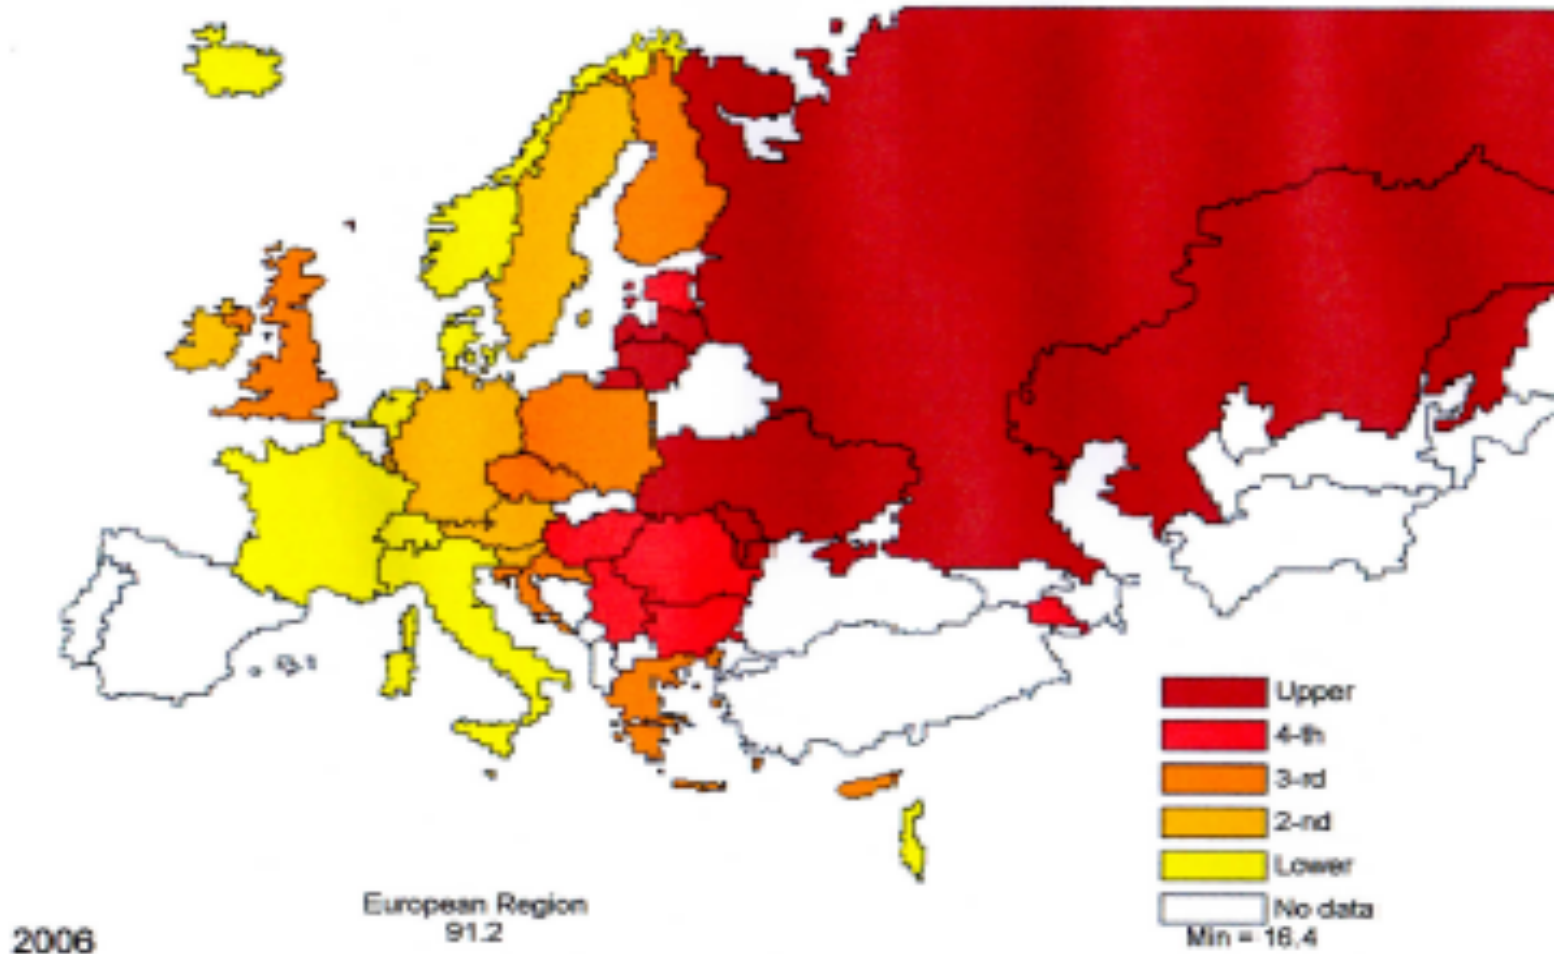 Upper
4-th
3-rd
2-nd
Lower
No data
Min = 16.4
European Region
91.2
2006